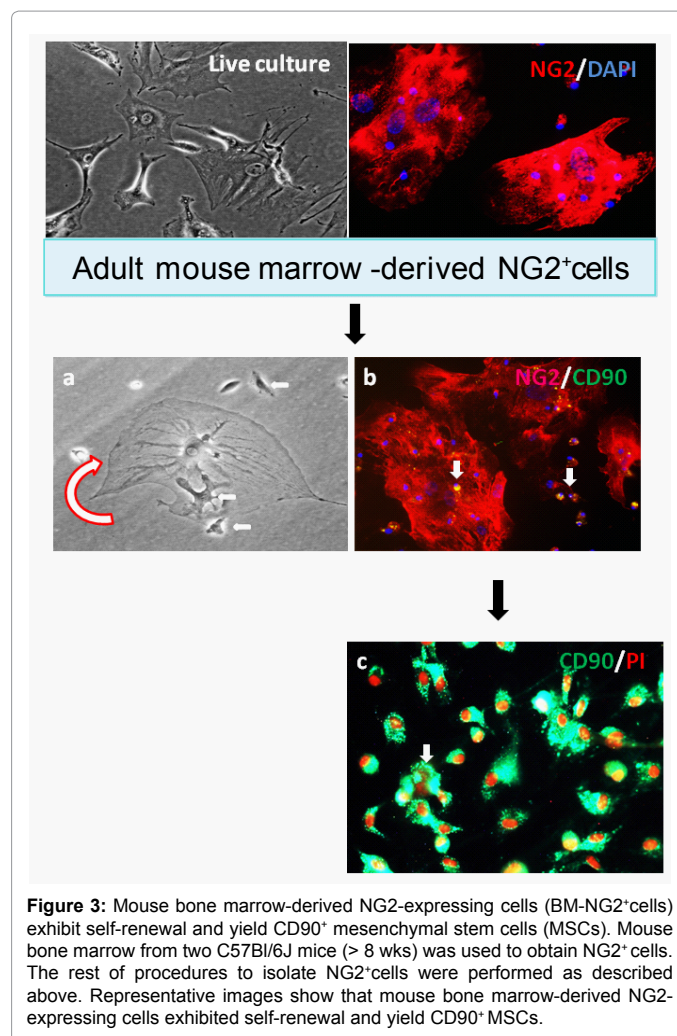 Live culture
NG2/DAPI
Adult mouse marrow -derived NG2⁺cells
a
b
NG2/CD90
c
CD90/PI
Figure 3: Mouse bone marrow-derived NG2-expressing cells (BM-NG2⁺cells)
exhibit self-renewal and yield CD90⁺ mesenchymal stem cells (MSCs). Mouse
bone marrow from two C57Bl/6J mice (> 8 wks) was used to obtain NG2⁺ cells.
The rest of procedures to isolate NG2⁺cells were performed as described
above. Representative images show that mouse bone marrow-derived NG2-
expressing cells exhibited self-renewal and yield CD90⁺ MSCs.